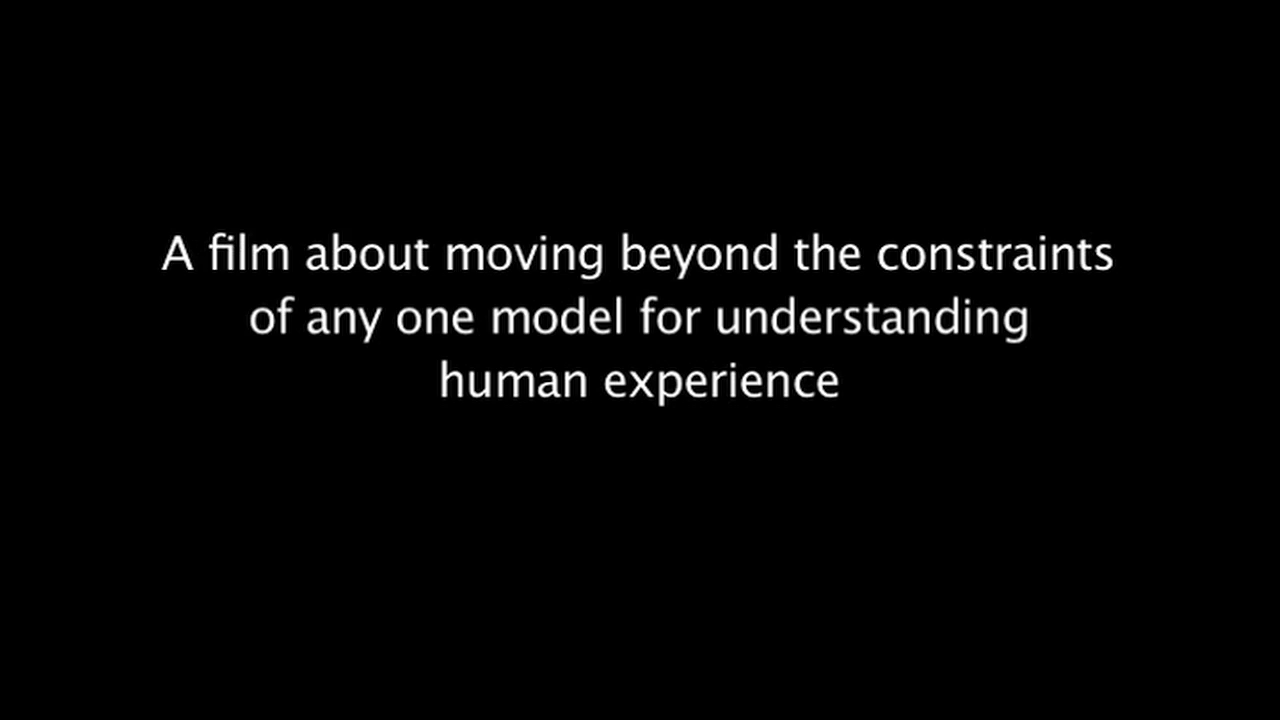 A film about moving beyond the constraints
of any one model for understanding
human experience